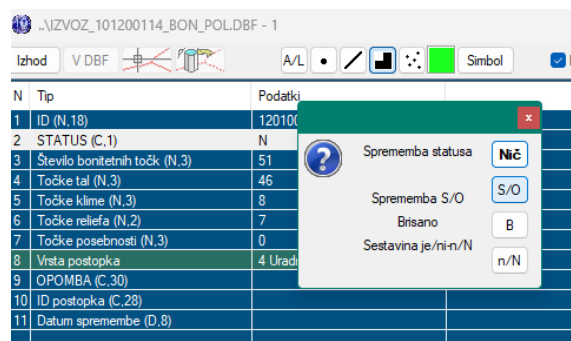 ..\IZVOZ_101200114_BON_POL.DBF - 1
Izhod V DBF A/L Simbol
N Tip Podatki
1 ID (N,18)
2 STATUS (C,1) N
3 Število bonitetnih točk (N,3) 51
4 Točke tal (N,3) 46
5 Točke klime (N,3) 8
6 Točke reliefa (N,2) 7
7 Točke posebnosti (N,3) 0
8 Vrsta postopka 4
9 OPOMBA (C,30)
10 ID postopka (C,28)
11 Datum spremembe (D,8)
x
Sprememba statusa Nič
Sprememba S/O S/O
Brisano B
Sestavina je/ni-n/N n/N